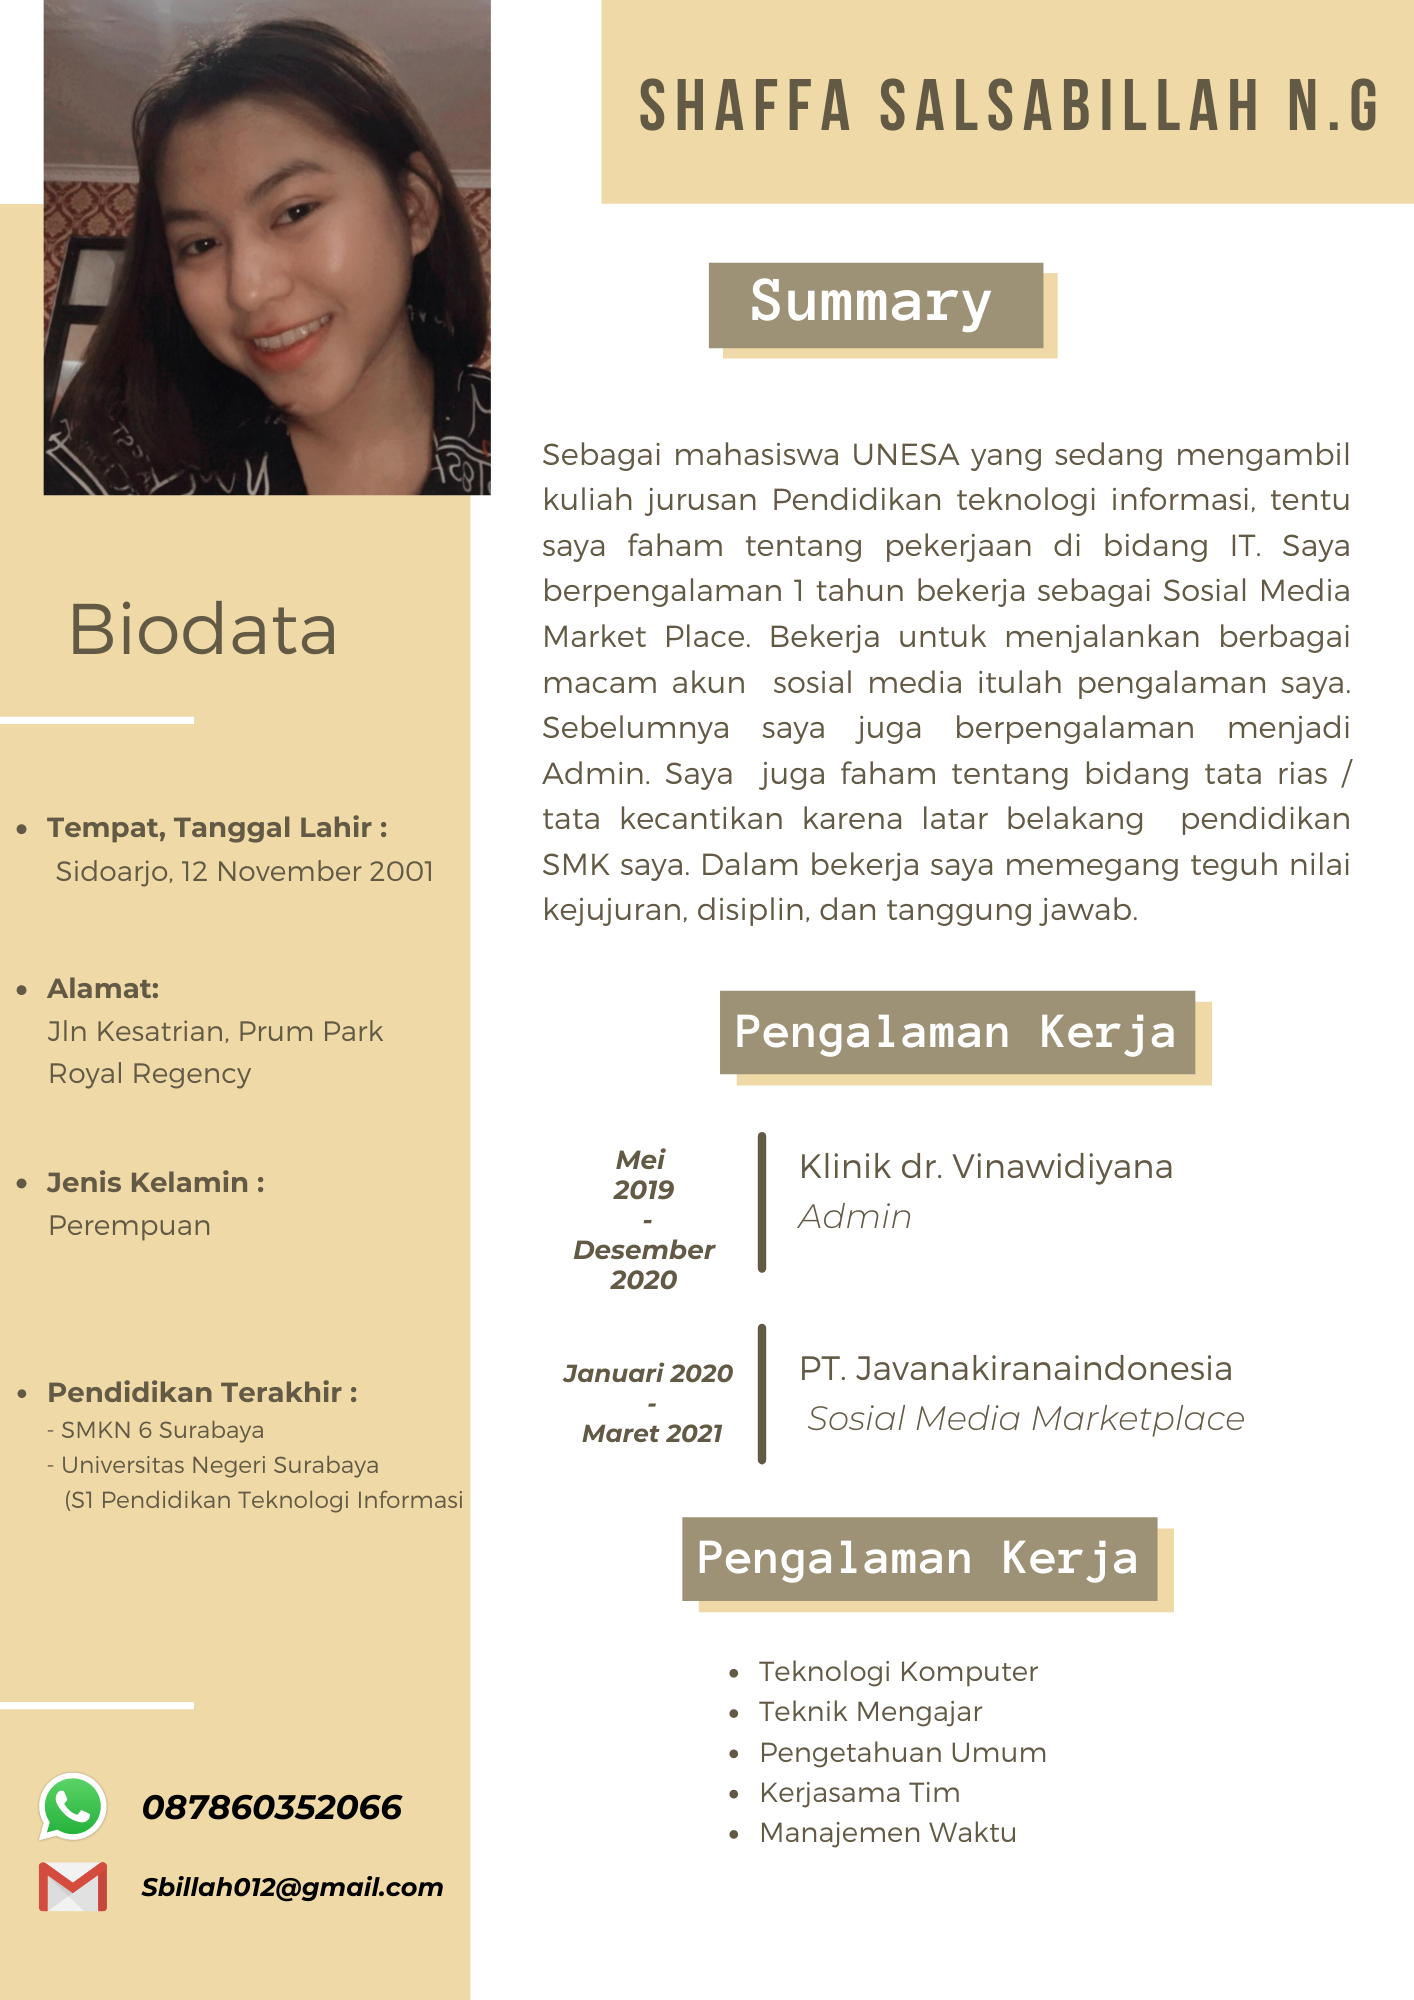 SHAFFA SALSABILLAH N.G
Summary
Sebagai mahasiswa UNESA yang sedang mengambil
kuliah jurusan Pendidikan teknologi informasi, tentu
saya faham tentang pekerjaan di bidang IT. Saya
berpengalaman 1 tahun bekerja sebagai Sosial Media
Market Place. Bekerja untuk menjalankan berbagai
macam akun sosial media itulah pengalaman saya.
Sebelumnya saya juga berpengalaman menjadi
Admin. Saya juga faham tentang bidang tata rias /
tata kecantikan karena latar belakang pendidikan
SMK saya. Dalam bekerja saya memegang teguh nilai
kejujuran, disiplin, dan tanggung jawab.
Biodata
• Tempat, Tanggal Lahir :
Sidoarjo, 12 November 2001
• Alamat:
Jln Kesatrian, Prum Park
Royal Regency
• Jenis Kelamin :
Perempuan
• Pendidikan Terakhir :
- SMKN 6 Surabaya
- Universitas Negeri Surabaya
(S1 Pendidikan Teknologi Informasi
087860352066
Sbillah012@gmail.com
Pengalaman Kerja
Mei
2019
-
Desember
2020
Klinik dr. Vinawidiyana
Admin
Januari 2020
-
Maret 2021
PT. Javanakiranaindonesia
Sosial Media Marketplace
Pengalaman Kerja
• Teknologi Komputer
• Teknik Mengajar
• Pengetahuan Umum
• Kerjasama Tim
• Manajemen Waktu